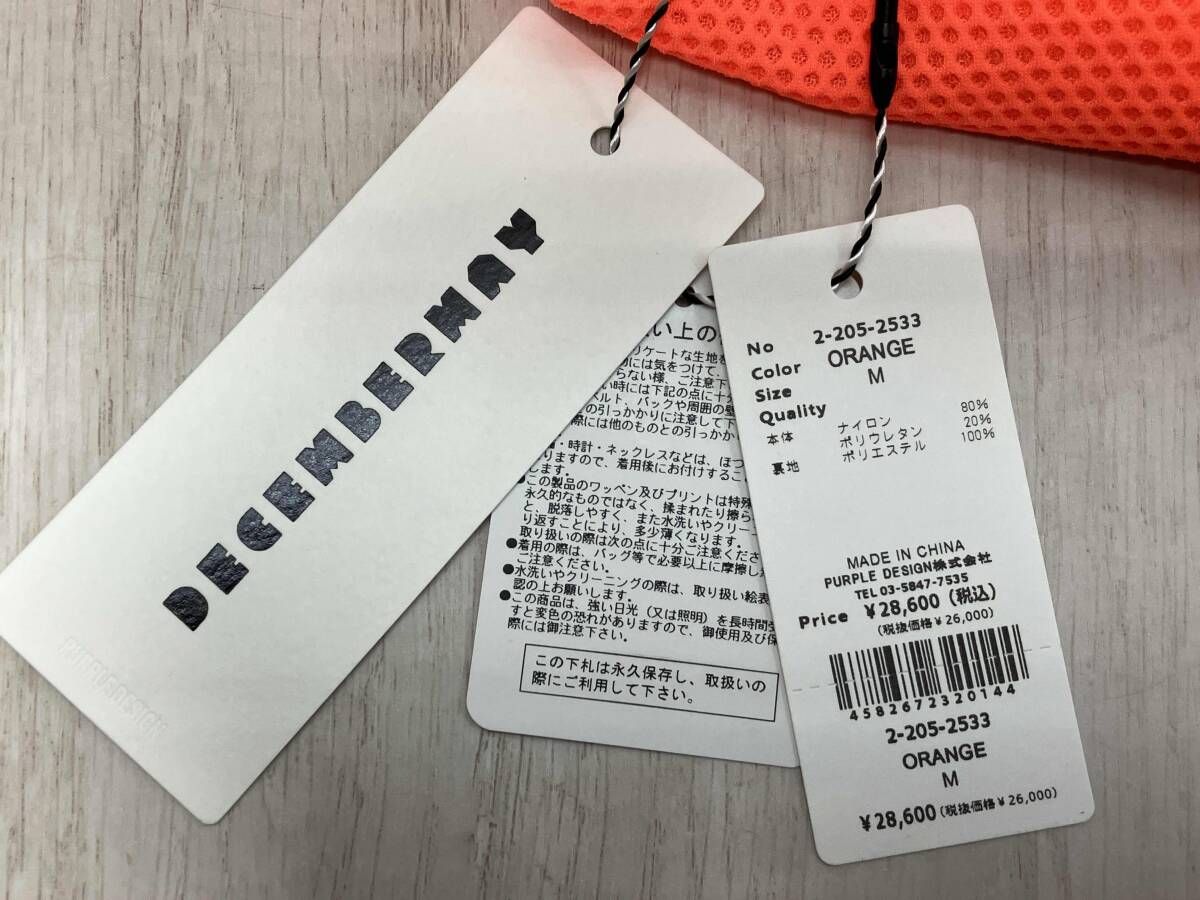 DECEMBERMAY
PURPLE DESIGN
い上の
リケートな生地を
には気をつけて、
らない様、ご注意下
い時には下記の点に十
ベルト、バックや周囲の壁
の引っかかりに注意して下
際には他のものとの引っかか
・時計・ネックレスなどは、ほつ
りますので、着用後にお付けするこ
します。
●この製品のワッペン及びプリントは特殊
永久的なものではなく、揉まれたり擦ら
と、脱落しやすく、また水洗いやクリー
り返すことにより、多少薄くなります。
取り扱いの際は次の点に十分ご注意くださ
●着用の際は、バッグ等で必要以上に摩擦し
ご注意ください。
●水洗いやクリーニングの際は、取り扱い絵表
認の上お願いします。
●この商品は、強い日光（又は照明）を長時間
すと変色の恐れがありますので、御使用及び保
際には御注意下さい。
この下札は永久保存し、取扱いの
際にご利用して下さい。
No 2-205-2533
Color ORANGE
Size M
Quality
本体 ナイロン 80%
ポリウレタン 20%
裏地 ポリエステル 100%
MADE IN CHINA
PURPLE DESIGN株式会社
TEL 03-5847-7535
Price ¥28,600(税込)
(税抜価格¥26,000)
4582672320144
2-205-2533
ORANGE
M
¥28,600(税抜価格¥26,000)